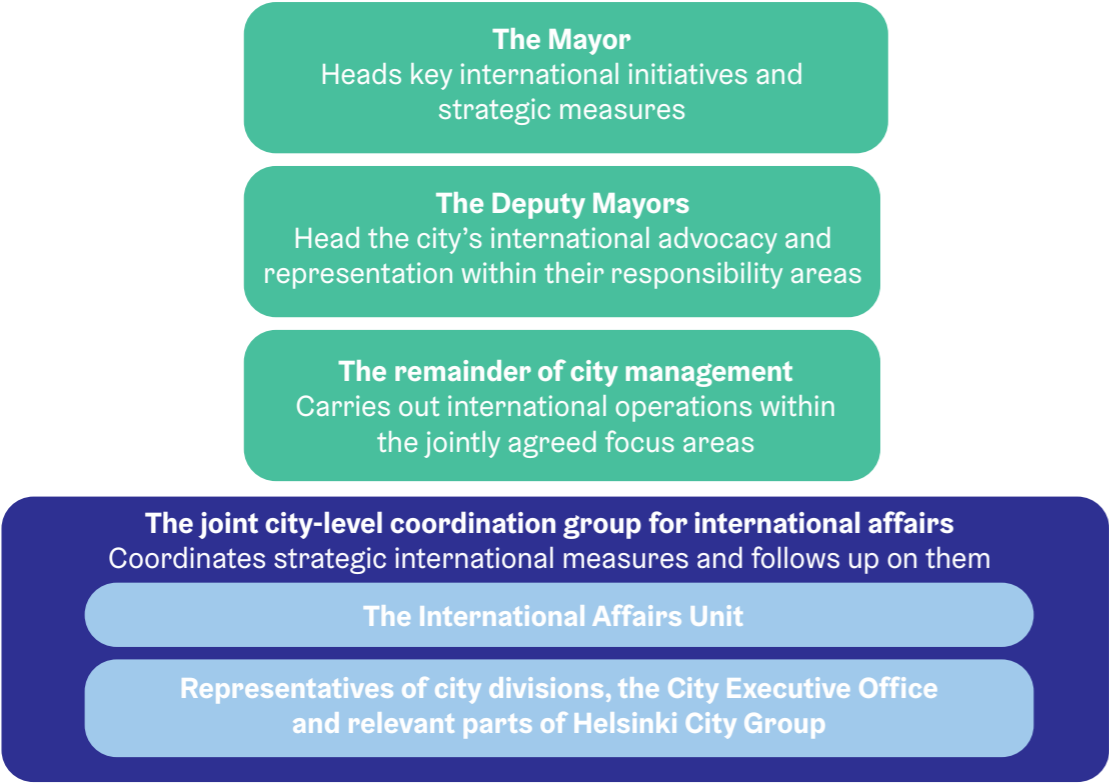 The Mayor
Heads key international initiatives and
strategic measures
The Deputy Mayors
Head the city’s international advocacy and
representation within their responsibility areas
The remainder of city management
Carries out international operations within
the jointly agreed focus areas
The joint city-level coordination group for international affairs
Coordinates strategic international measures and follows up on them
The International Affairs Unit
Representatives of city divisions, the City Executive Office
and relevant parts of Helsinki City Group